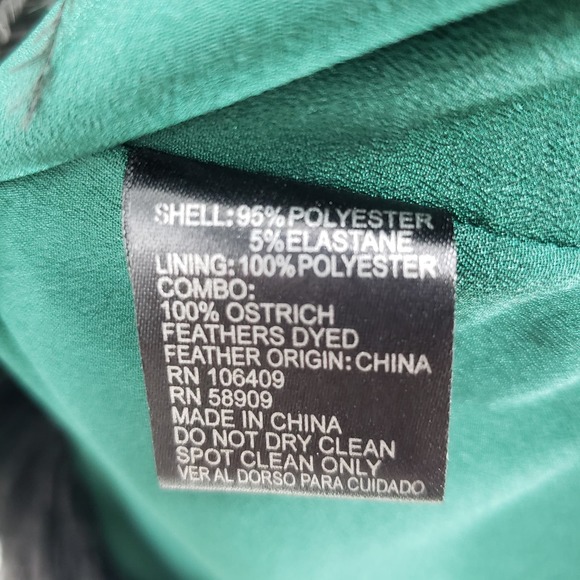 SHELL: 95% POLYESTER
5% ELASTANE
LINING: 100% POLYESTER
COMBO:
100% OSTRICH
FEATHERS DYED
FEATHER ORIGIN: CHINA
RN 106409
RN 58909
MADE IN CHINA
DO NOT DRY CLEAN
SPOT CLEAN ONLY
VER AL DORSO PARA CUIDADO